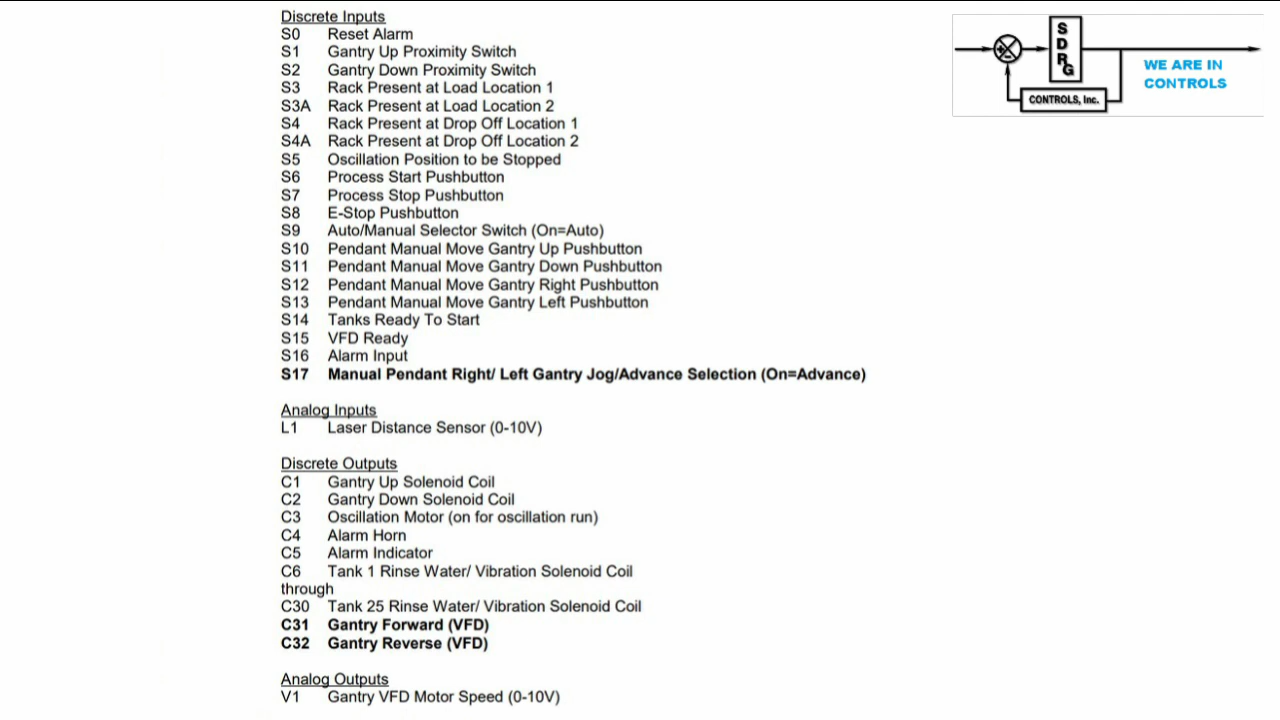 Discrete Inputs
S0 Reset Alarm
S1 Gantry Up Proximity Switch
S2 Gantry Down Proximity Switch
S3 Rack Present at Load Location 1
S3A Rack Present at Load Location 2
S4 Rack Present at Drop Off Location 1
S4A Rack Present at Drop Off Location 2
S5 Oscillation Position to be Stopped
S6 Process Start Pushbutton
S7 Process Stop Pushbutton
S8 E-Stop Pushbutton
S9 Auto/Manual Selector Switch (On=Auto)
S10 Pendant Manual Move Gantry Up Pushbutton
S11 Pendant Manual Move Gantry Down Pushbutton
S12 Pendant Manual Move Gantry Right Pushbutton
S13 Pendant Manual Move Gantry Left Pushbutton
S14 Tanks Ready To Start
S15 VFD Ready
S16 Alarm Input
S17 Manual Pendant Right/ Left Gantry Jog/Advance Selection (On=Advance)
Analog Inputs
L1 Laser Distance Sensor (0-10V)
Discrete Outputs
C1 Gantry Up Solenoid Coil
C2 Gantry Down Solenoid Coil
C3 Oscillation Motor (on for oscillation run)
C4 Alarm Horn
C5 Alarm Indicator
C6 Tank 1 Rinse Water/ Vibration Solenoid Coil
through
C30 Tank 25 Rinse Water/ Vibration Solenoid Coil
C31 Gantry Forward (VFD)
C32 Gantry Reverse (VFD)
Analog Outputs
V1 Gantry VFD Motor Speed (0-10V)
SDRG
CONTROLS, Inc.
WE ARE IN
CONTROLS